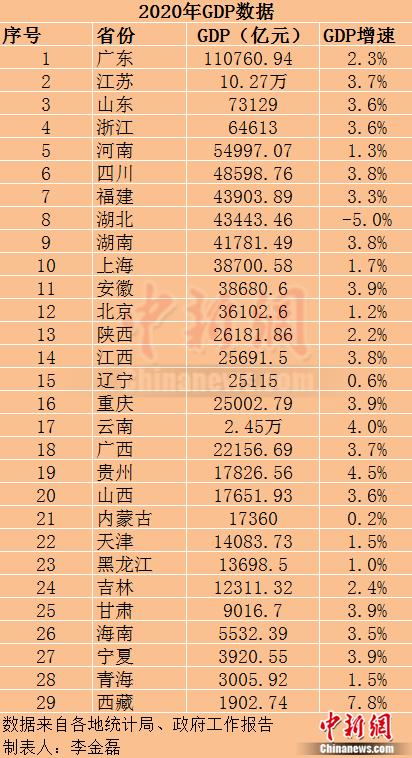 2020年GDP数据
序号 省份 GDP（亿元） GDP增速
1 广东 110760.94 2.3%
2 江苏 10.27万 3.7%
3 山东 73129 3.6%
4 浙江 64613 3.6%
5 河南 54997.07 1.3%
6 四川 48598.76 3.8%
7 福建 43903.89 3.3%
8 湖北 43443.46 -5.0%
9 湖南 41781.49 3.8%
10 上海 38700.58 1.7%
11 安徽 38680.6 3.9%
12 北京 36102.6 1.2%
13 陕西 26181.86 2.2%
14 江西 25691.5 3.8%
15 辽宁 25115 0.6%
16 重庆 25002.79 3.9%
17 云南 2.45万 4.0%
18 广西 22156.69 3.7%
19 贵州 17826.56 4.5%
20 山西 17651.93 3.6%
21 内蒙古 17360 0.2%
22 天津 14083.73 1.5%
23 黑龙江 13698.5 1.0%
24 吉林 12311.32 2.4%
25 甘肃 9016.7 3.9%
26 海南 5532.39 3.5%
27 宁夏 3920.55 3.9%
28 青海 3005.92 1.5%
29 西藏 1902.74 7.8%
数据来自各地统计局、政府工作报告
制表人：李金磊
中新網
Chinanews.com
中新網
Chinanews.com